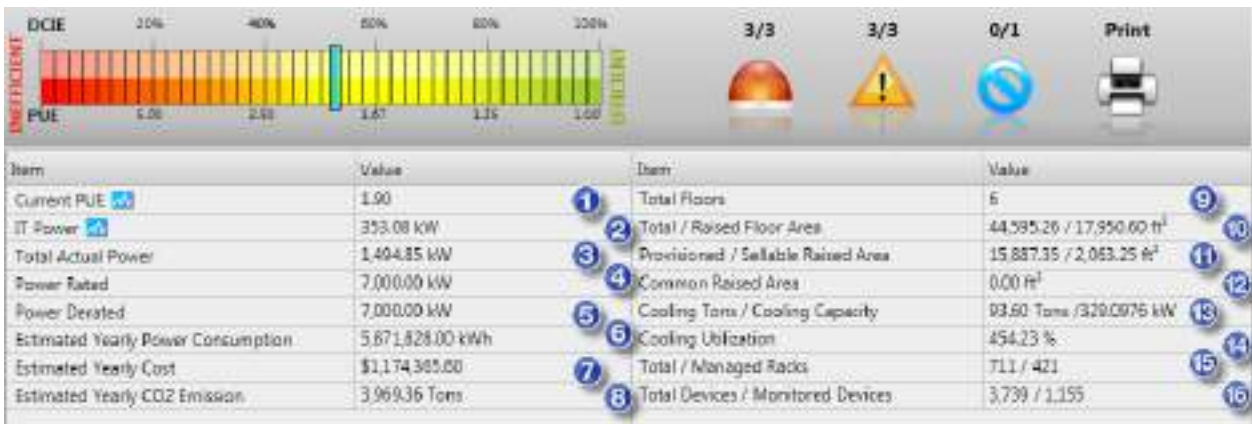 DCIE 20% 40% 60% 80% 100%
INEFFICIENT
EFFICIENT
PUE 5.00 2.50 1.67 1.25 1.00
3/3 3/3 0/1 Print
Item Value Item Value
Current PUE 1.90 1 Total Floors 6 9
IT Power 353.08 kW 2 Total / Raised Floor Area 44,595.26 / 17,950.60 ft² 10
Total Actual Power 1,494.85 kW 3 Provisioned / Sellable Raised Area 15,887.35 / 2,063.25 ft² 11
Power Rated 7,000.00 kW 4 Common Raised Area 0.00 ft² 12
Power Derated 7,000.00 kW 5 Cooling Tons / Cooling Capacity 93.60 Tons /329.0976 kW 13
Estimated Yearly Power Consumption 5,871,828.00 kWh 6 Cooling Utilization 454.23 % 14
Estimated Yearly Cost $1,174,365.60 7 Total / Managed Racks 711 / 421 15
Estimated Yearly CO2 Emission 3,969.36 Tons 8 Total Devices / Monitored Devices 3,739 / 1,155 16